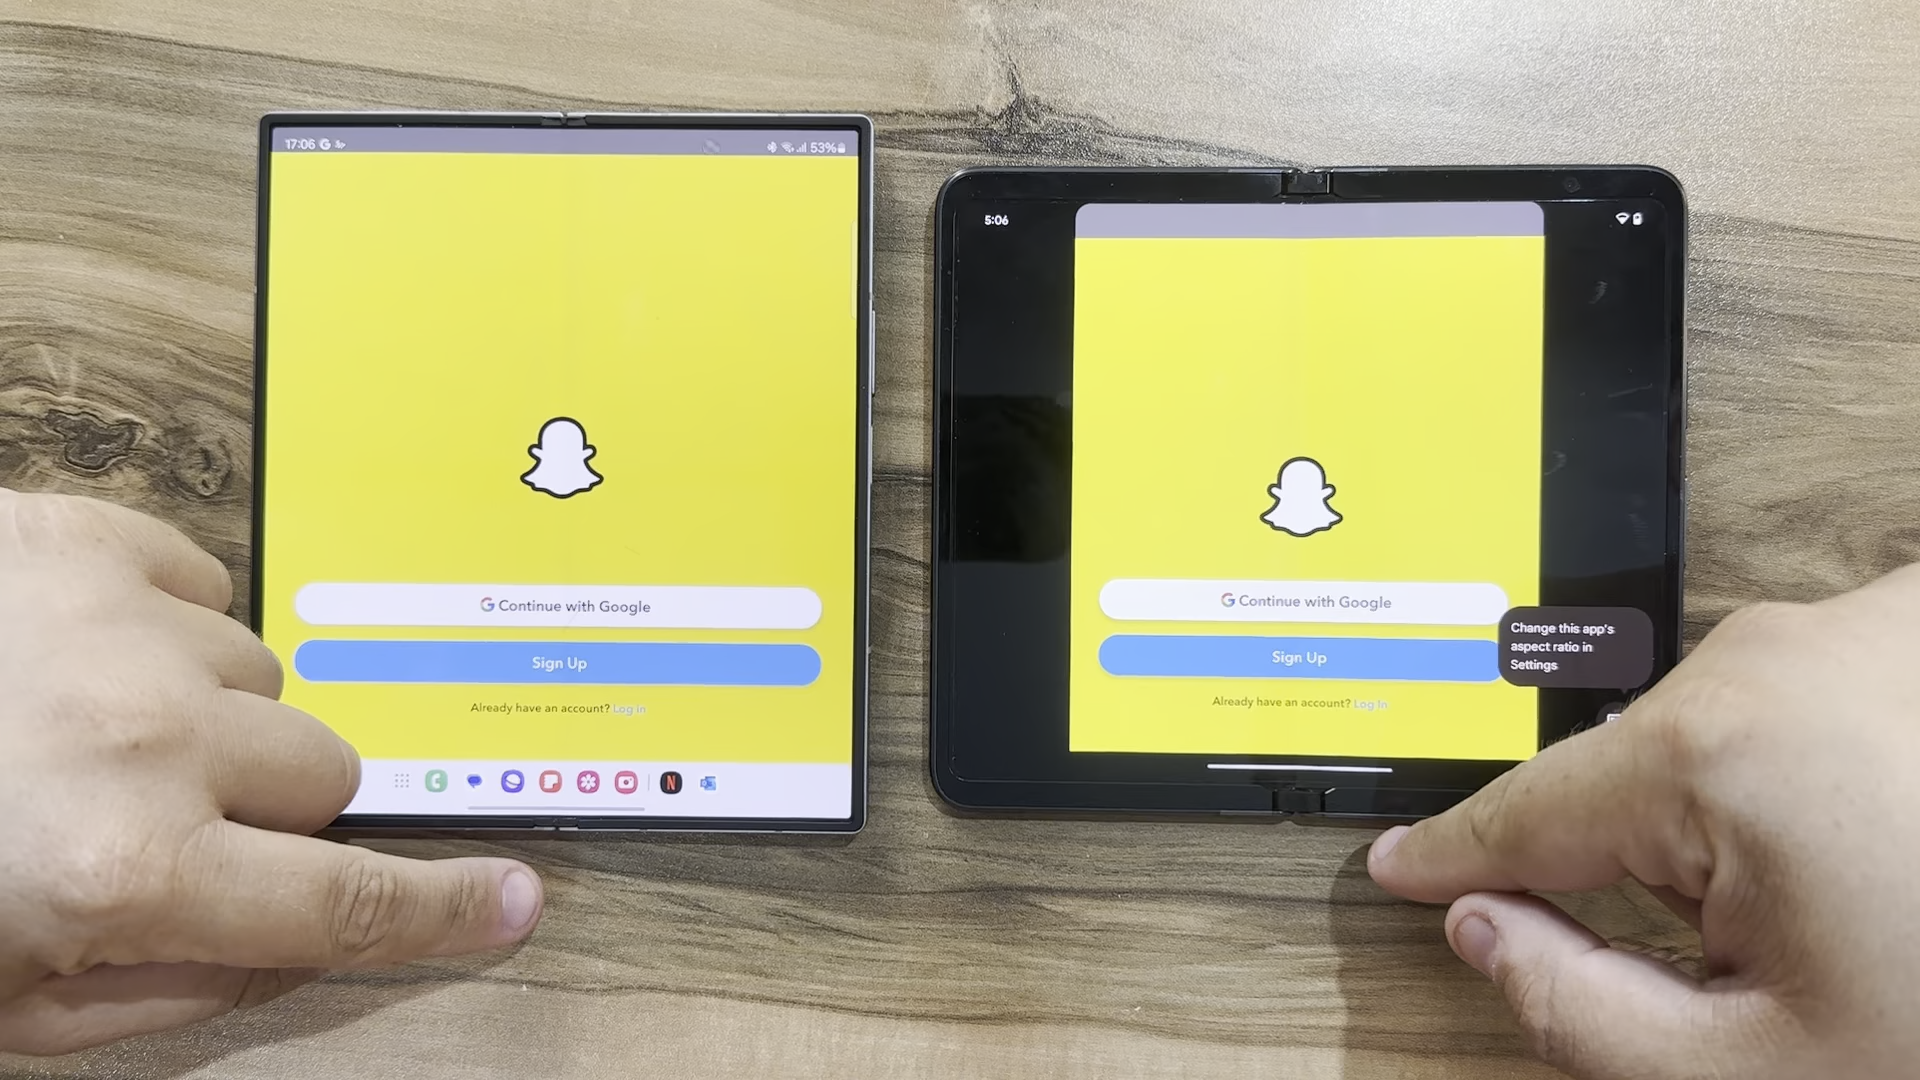 17:06 G
53%
Continue with Google
Sign Up
Already have an account? Log in
N
5:06
Continue with Google
Sign Up
Already have an account? Log In
Change this app's
aspect ratio in
Settings